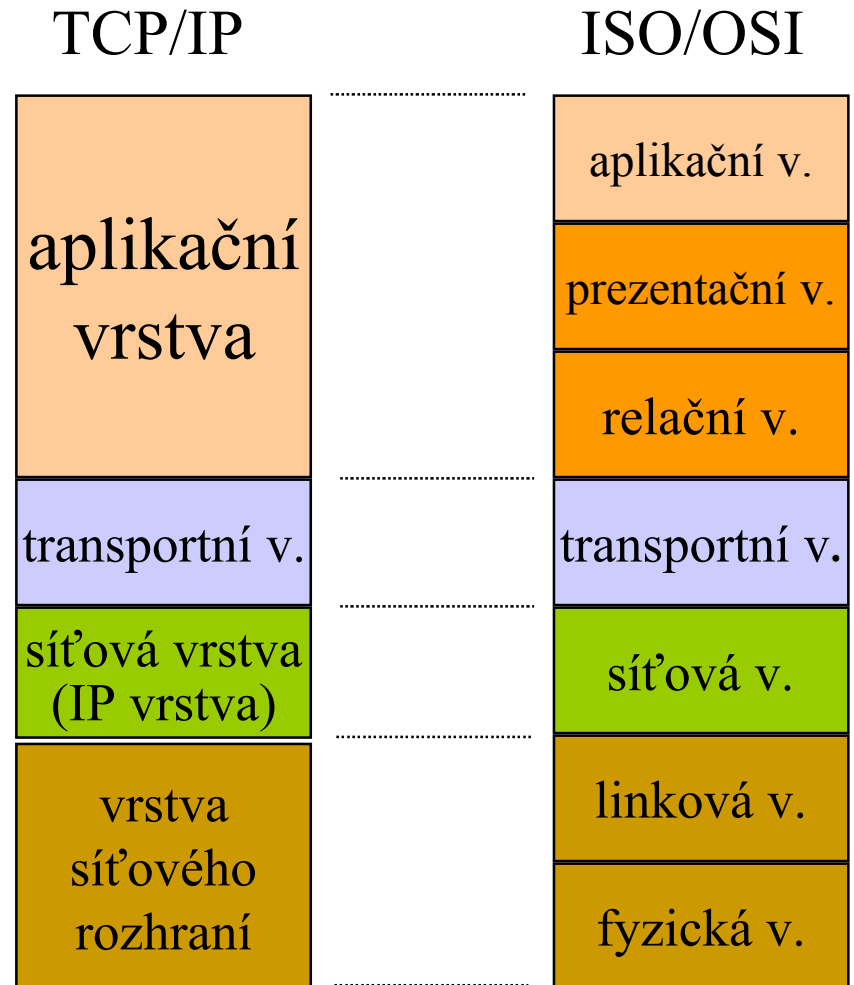 TCP/IP
ISO/OSI
aplikační
vrstva
transportní v.
síťová vrstva
(IP vrstva)
vrstva
síťového
rozhraní
aplikační v.
prezentační v.
relační v.
transportní v.
síťová v.
linková v.
fyzická v.